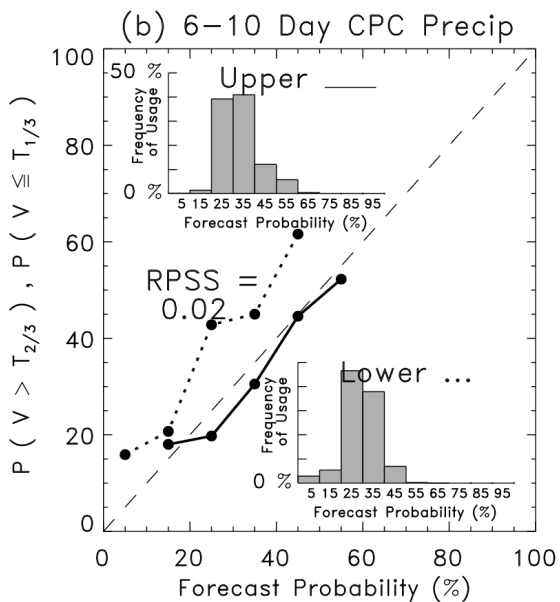 (b) 6-10 Day CPC Precip
100
80
60
40
20
0
P ( V > T2/3 ) , P ( V ≦ T1/3 )
50 %
0 %
Frequency
of Usage
Upper
5 15 25 35 45 55 65 75 85 95
Forecast Probability (%)
RPSS =
0.02
Lower ...
Frequency
of Usage
0 %
5 15 25 35 45 55 65 75 85 95
Forecast Probability (%)
0 20 40 60 80 100
Forecast Probability (%)